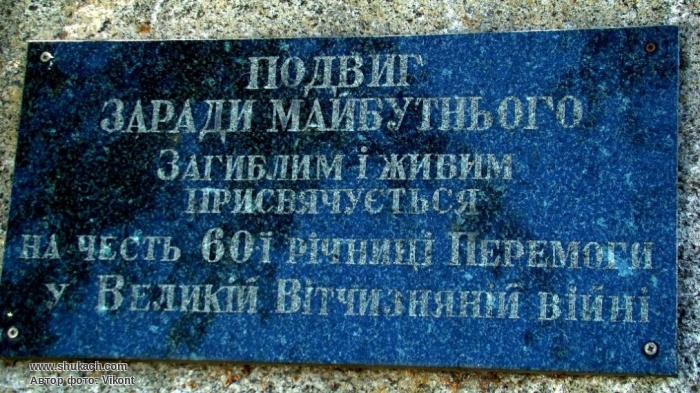 ПОДВИГ
ЗАРАДИ МАЙБУТНЬОГО
ЗАГИБЛИМ І ЖИВИМ
ПРИСВЯЧУЄТЬСЯ
НА ЧЕСТЬ 60Ї РІЧНИЦІ ПЕРЕМОГИ
У ВЕЛИКІЙ ВІТЧИЗНЯНІЙ ВІЙНІ
www.shukach.com
Автор фото: Vikont